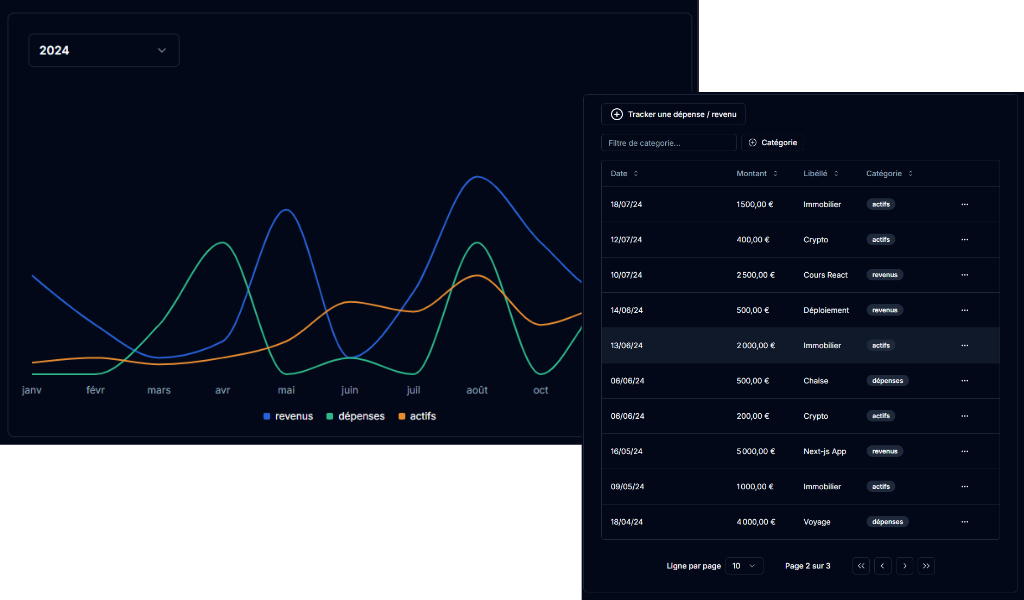 2024
janv févr mars avr mai juin juil août oct
revenus dépenses actifs
Tracker une dépense / revenu
Filtre de categorie... Catégorie
Date Montant Libéllé Catégorie
18/07/24 1 500,00 € Immobilier actifs ...
12/07/24 400,00 € Crypto actifs ...
10/07/24 2 500,00 € Cours React revenus ...
14/06/24 500,00 € Déploiement revenus ...
13/06/24 2 000,00 € Immobilier actifs ...
06/06/24 500,00 € Chaise dépenses ...
06/06/24 200,00 € Crypto actifs ...
16/05/24 5 000,00 € Next-js App revenus ...
09/05/24 1 000,00 € Immobilier actifs ...
18/04/24 4 000,00 € Voyage dépenses ...
Ligne par page 10 Page 2 sur 3